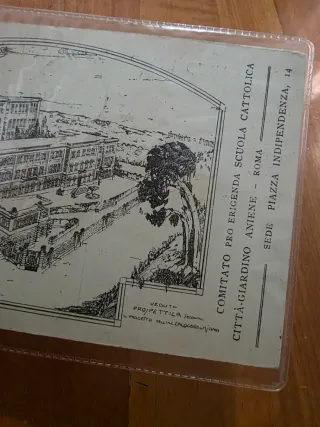 COMITATO PRO ERIGENDA SCUOLA CATTOLICA
CITTÀ-GIARDINO ANIENE - ROMA
SEDE PIAZZA INDIPENDENZA, 14
VEDUTA
PROSPETTICA